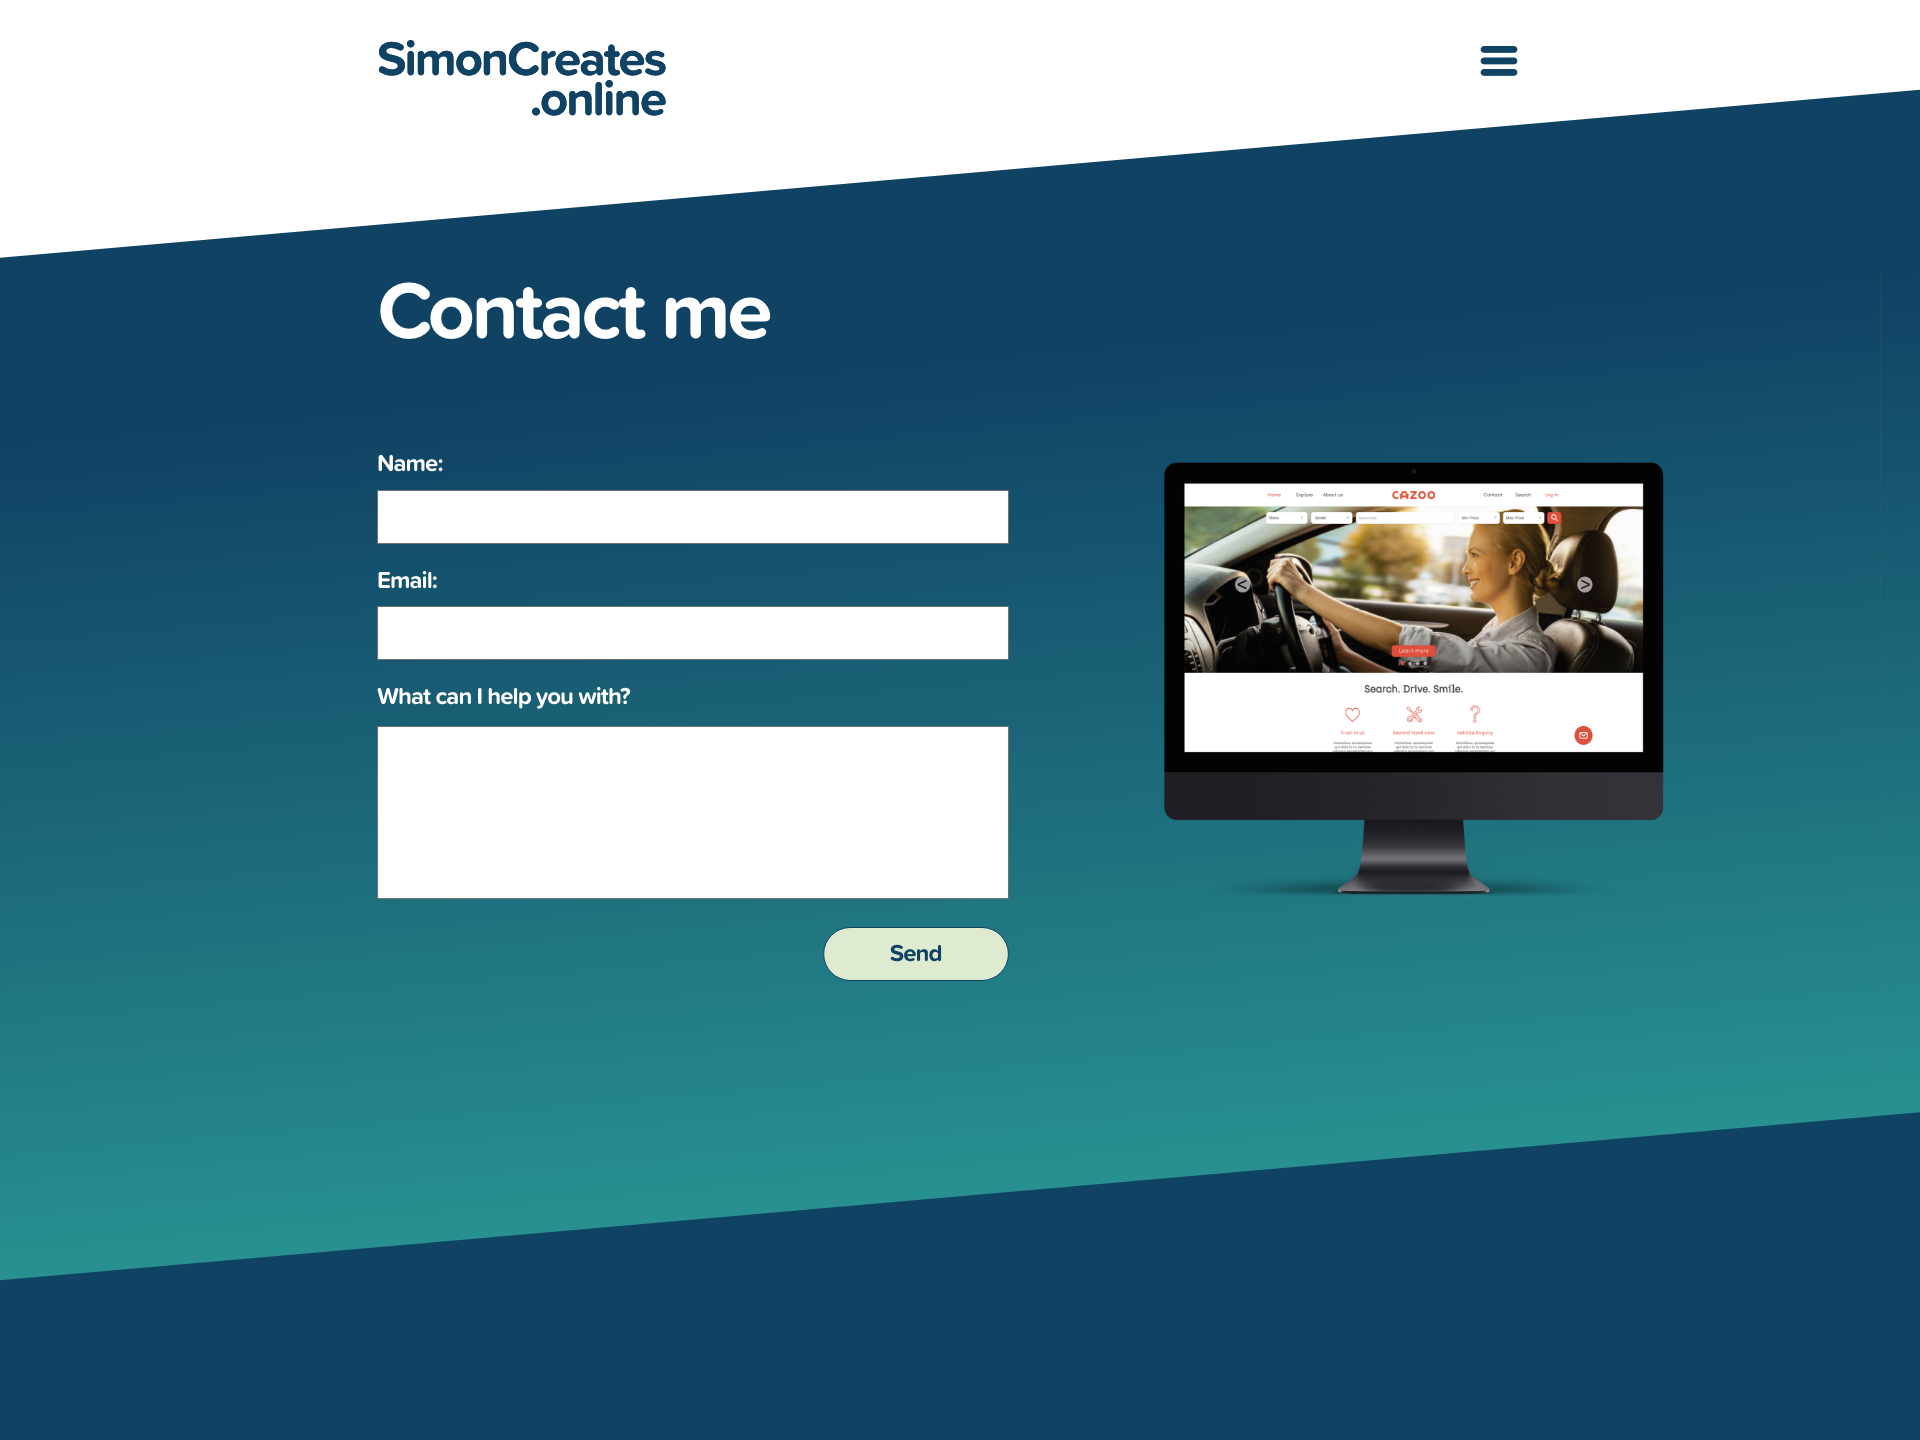 SimonCreates
.online
Contact me
Name:
Email:
What can I help you with?
Send
Home Explore About us CAZOO Contact Search Log in
Make Model Keywords Min Price Max Price
< >
Learn more
Search. Drive. Smile.
Trust in us Second hand cars Vehicle Enquiry